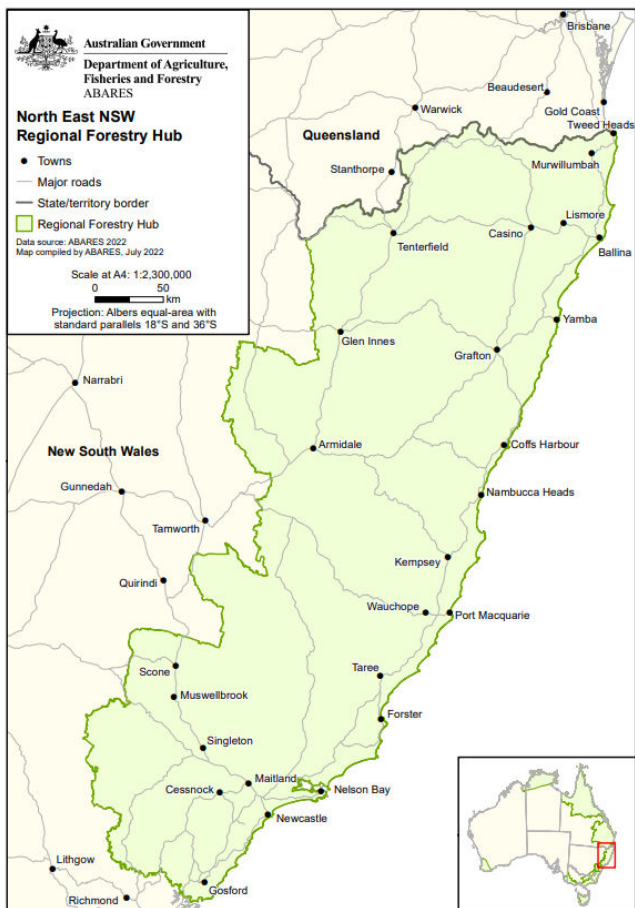 Australian Government
Department of Agriculture,
Fisheries and Forestry
ABARES
North East NSW
Regional Forestry Hub
Towns
Major roads
State/territory border
Regional Forestry Hub
Data source: ABARES 2022
Map compiled by ABARES, July 2022
Scale at A4: 1:2,300,000
0 50
km
Projection: Albers equal-area with
standard parallels 18°S and 36°S
Brisbane
Beaudesert
Warwick
Gold Coast
Tweed Heads
Queensland
Stanthorpe
Murwillumbah
Lismore
Casino
Tenterfield
Ballina
Yamba
Glen Innes
Grafton
Narrabri
New South Wales
Armidale
Coffs Harbour
Gunnedah
Nambucca Heads
Tamworth
Kempsey
Quirindi
Wauchope
Port Macquarie
Scone
Taree
Muswellbrook
Forster
Singleton
Maitland
Cessnock
Nelson Bay
Newcastle
Lithgow
Gosford
Richmond